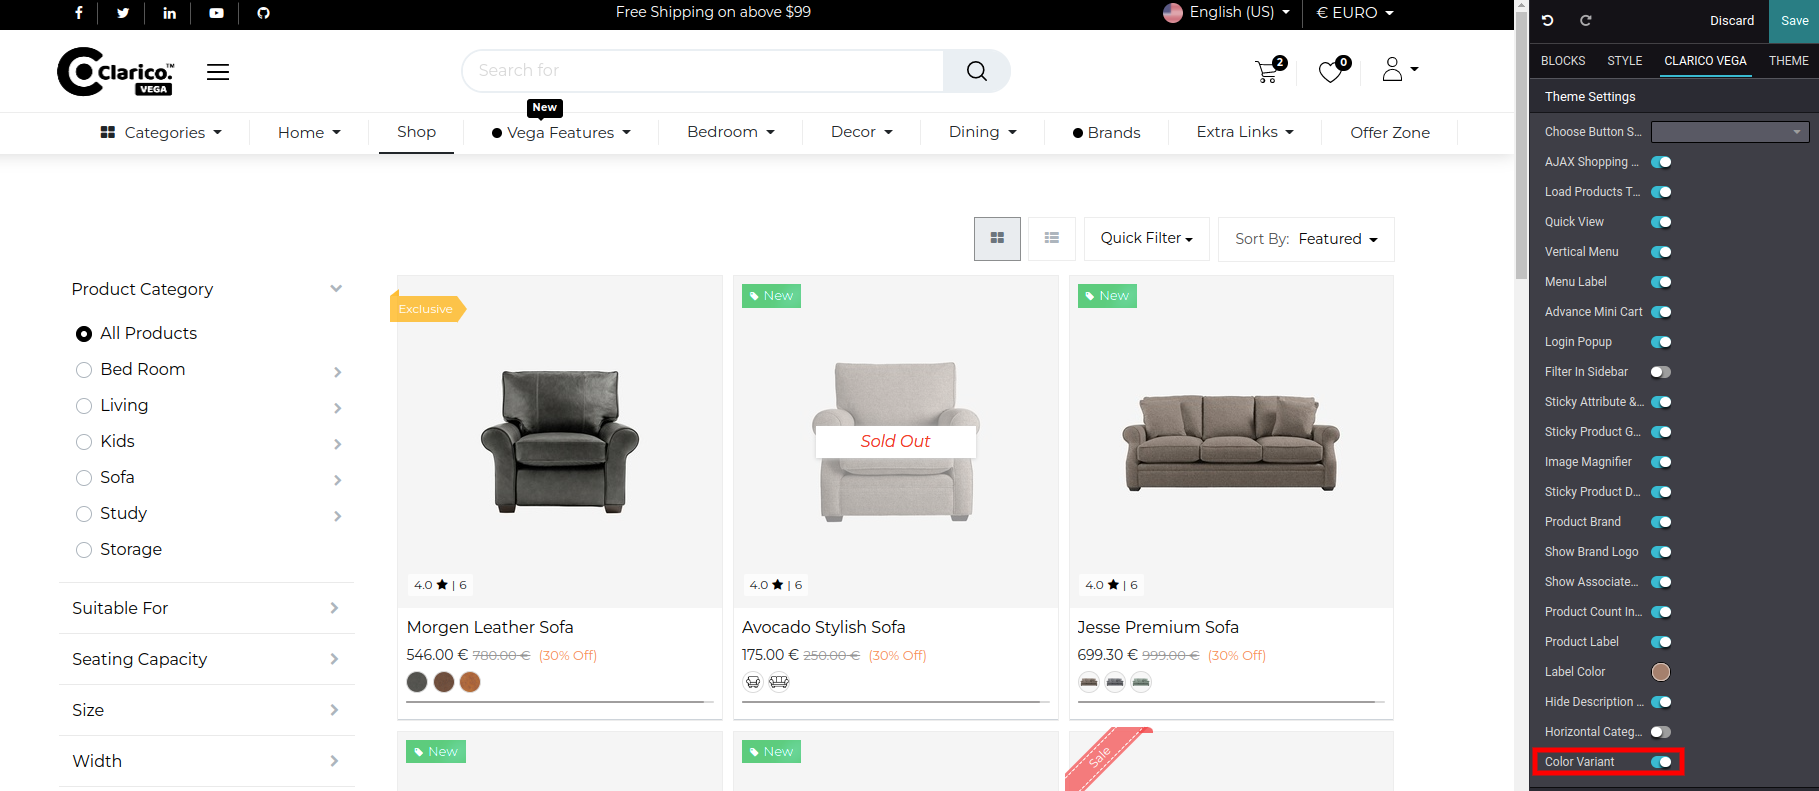 Free Shipping on above $99
English (US)
€ EURO
Discard
Save
Clarico.™
VEGA
Search for
2
0
BLOCKS
STYLE
CLARICO VEGA
THEME
New
Categories
Home
Shop
Vega Features
Bedroom
Decor
Dining
Brands
Extra Links
Offer Zone
Quick Filter
Sort By: Featured
Product Category
All Products
Bed Room
Living
Kids
Sofa
Study
Storage
Suitable For
Seating Capacity
Size
Width
Exclusive
4.0 ★ | 6
Morgen Leather Sofa
546.00 € 780.00 € (30% Off)
New
Sold Out
4.0 ★ | 6
Avocado Stylish Sofa
175.00 € 250.00 € (30% Off)
New
4.0 ★ | 6
Jesse Premium Sofa
699.30 € 999.00 € (30% Off)
New
New
Sale
Theme Settings
Choose Button S...
AJAX Shopping ...
Load Products T...
Quick View
Vertical Menu
Menu Label
Advance Mini Cart
Login Popup
Filter In Sidebar
Sticky Attribute &...
Sticky Product G...
Image Magnifier
Sticky Product D...
Product Brand
Show Brand Logo
Show Associate...
Product Count In...
Product Label
Label Color
Hide Description ...
Horizontal Categ...
Color Variant